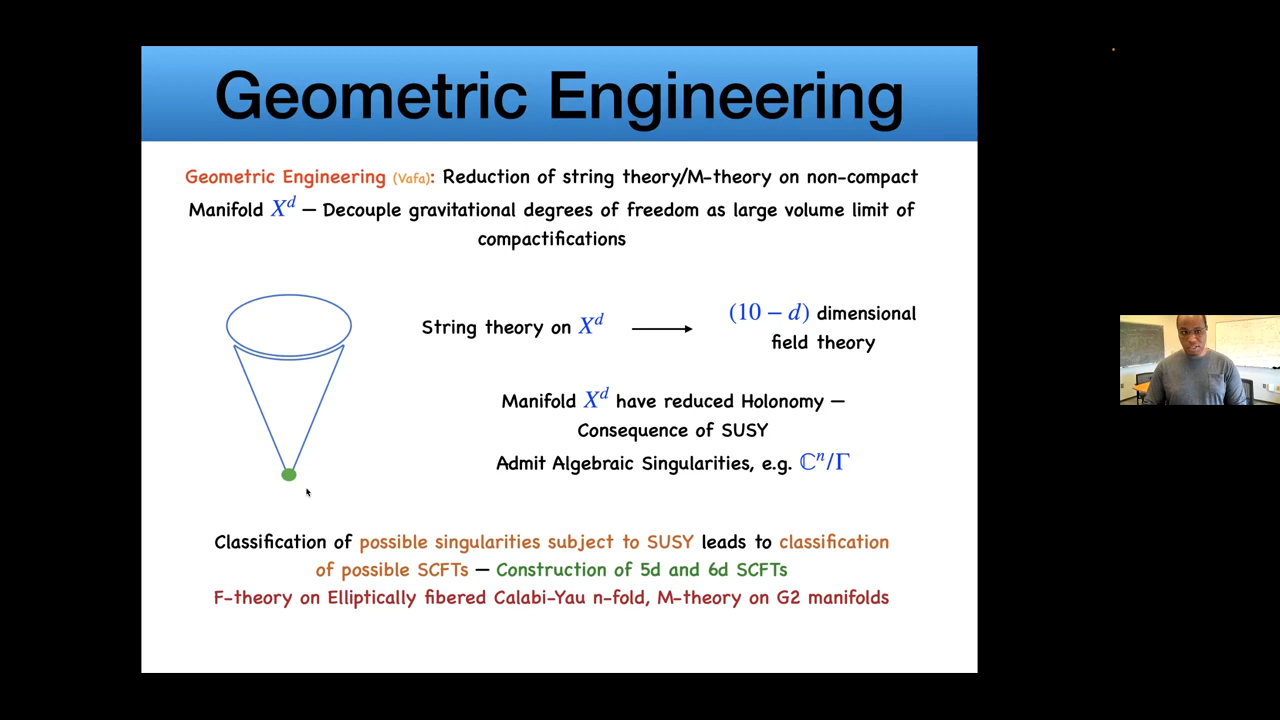 Geometric Engineering
Geometric Engineering (Vafa): Reduction of string theory/M-theory on non-compact
Manifold X^d — Decouple gravitational degrees of freedom as large volume limit of
compactifications
String theory on X^d
(10 − d) dimensional
field theory
Manifold X^d have reduced Holonomy —
Consequence of SUSY
Admit Algebraic Singularities, e.g. ℂ^n/Γ
Classification of possible singularities subject to SUSY leads to classification
of possible SCFTs — Construction of 5d and 6d SCFTs
F-theory on Elliptically fibered Calabi-Yau n-fold, M-theory on G2 manifolds